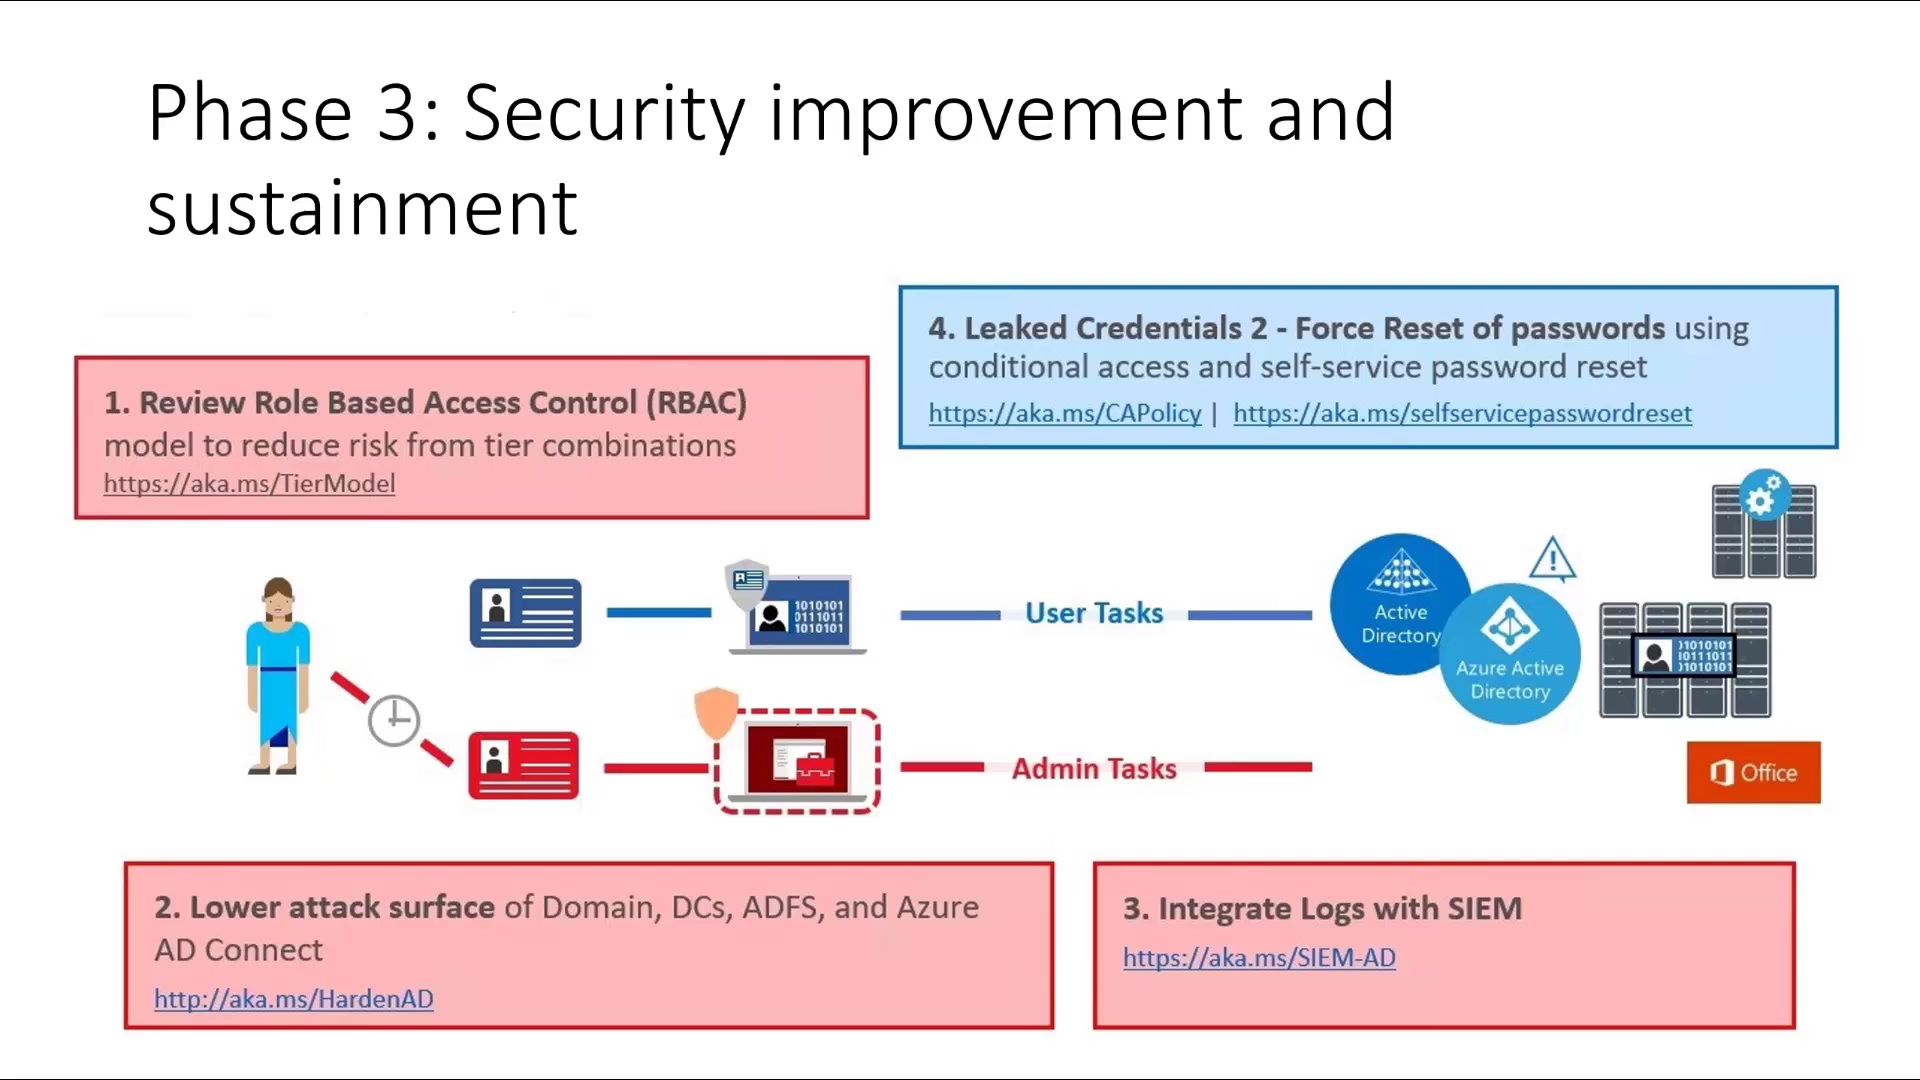 Phase 3: Security improvement and
sustainment
1. Review Role Based Access Control (RBAC)
model to reduce risk from tier combinations
https://aka.ms/TierModel
4. Leaked Credentials 2 - Force Reset of passwords using
conditional access and self-service password reset
https://aka.ms/CAPolicy | https://aka.ms/selfservicepasswordreset
1010101
0111011
1010101
User Tasks
Active
Directory
Azure Active
Directory
1010101
1011101
1010101
Admin Tasks
Office
2. Lower attack surface of Domain, DCs, ADFS, and Azure
AD Connect
http://aka.ms/HardenAD
3. Integrate Logs with SIEM
https://aka.ms/SIEM-AD